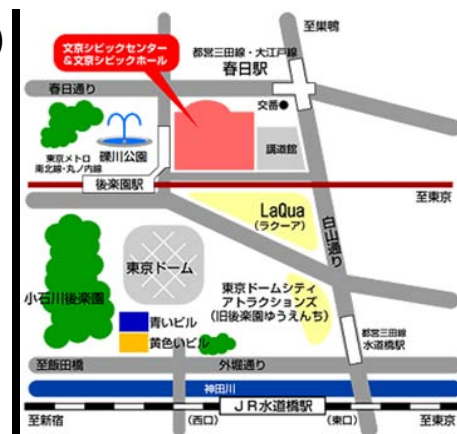 文京シビックセンター
&文京シビックホール
都営三田線・大江戸線
春日駅
至巣鴨
春日通り
交番
礫川公園
講道館
東京メトロ
南北線・丸ノ内線
後楽園駅
至東京
LaQua
(ラクーア)
白山通り
東京ドーム
小石川後楽園
東京ドームシティ
アトラクションズ
(旧後楽園ゆうえんち)
青いビル
黄色いビル
都営三田線
水道橋駅
至飯田橋
外堀通り
神田川
JR水道橋駅
至新宿
(西口)
(東口)
至東京